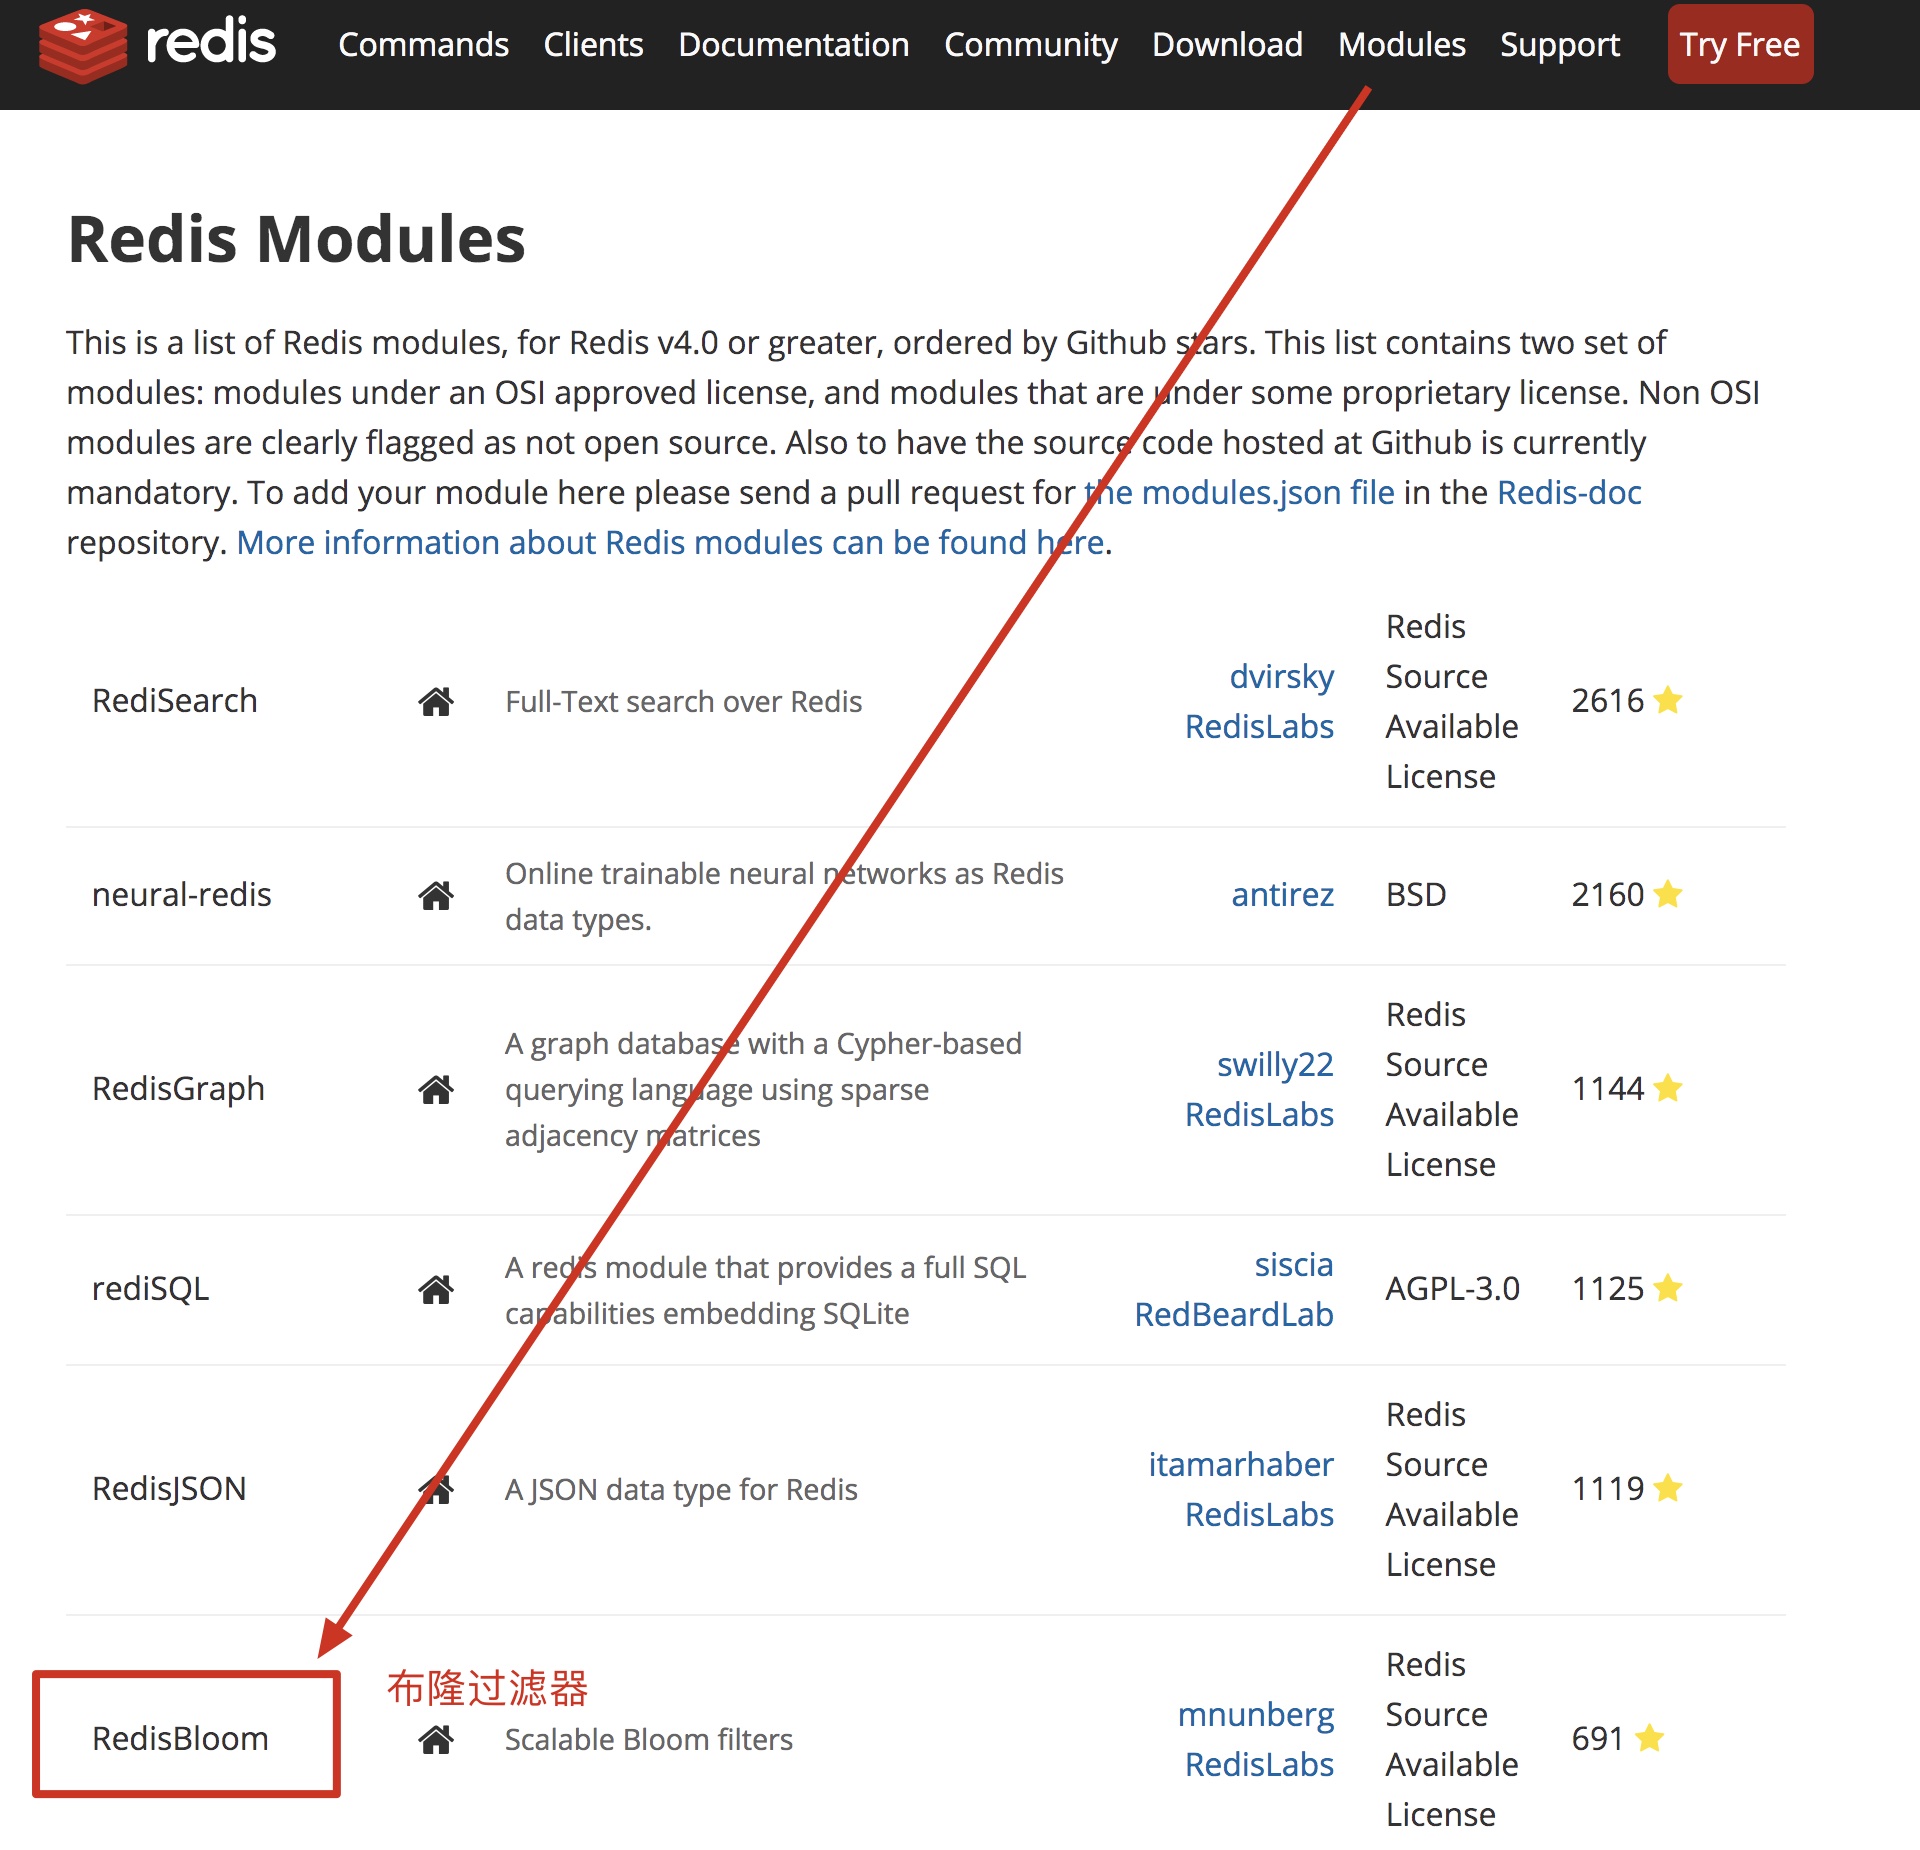 redis Commands Clients Documentation Community Download Modules Support Try Free
Redis Modules
This is a list of Redis modules, for Redis v4.0 or greater, ordered by Github stars. This list contains two set of
modules: modules under an OSI approved license, and modules that are under some proprietary license. Non OSI
modules are clearly flagged as not open source. Also to have the source code hosted at Github is currently
mandatory. To add your module here please send a pull request for the modules.json file in the Redis-doc
repository. More information about Redis modules can be found here.
RediSearch
Full-Text search over Redis
dvirsky
RedisLabs
Redis
Source
Available
License
2616
neural-redis
Online trainable neural networks as Redis
data types.
antirez
BSD
2160
RedisGraph
A graph database with a Cypher-based
querying language using sparse
adjacency matrices
swilly22
RedisLabs
Redis
Source
Available
License
1144
rediSQL
A redis module that provides a full SQL
capabilities embedding SQLite
siscia
RedBeardLab
AGPL-3.0
1125
RedisJSON
A JSON data type for Redis
itamarhaber
RedisLabs
Redis
Source
Available
License
1119
RedisBloom
布隆过滤器
Scalable Bloom filters
mnunberg
RedisLabs
Redis
Source
Available
License
691